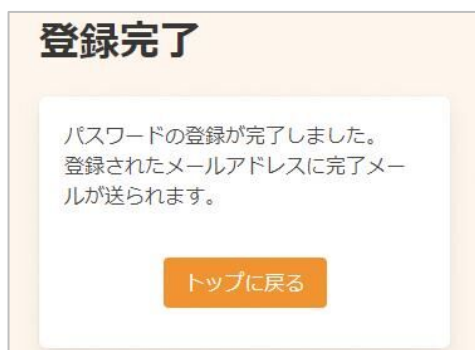 登録完了
パスワードの登録が完了しました。
登録されたメールアドレスに完了メー
ルが送られます。
トップに戻る